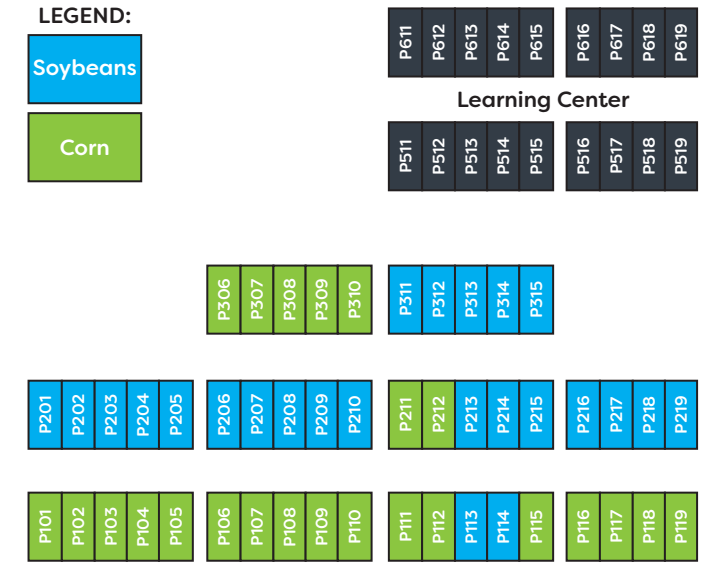 LEGEND:
Soybeans
Corn
P611 P612 P613 P614 P615 P616 P617 P618 P619
Learning Center
P511 P512 P513 P514 P515 P516 P517 P518 P519
P306 P307 P308 P309 P310 P311 P312 P313 P314 P315
P201 P202 P203 P204 P205 P206 P207 P208 P209 P210 P211 P212 P213 P214 P215 P216 P217 P218 P219
P101 P102 P103 P104 P105 P106 P107 P108 P109 P110 P111 P112 P113 P114 P115 P116 P117 P118 P119